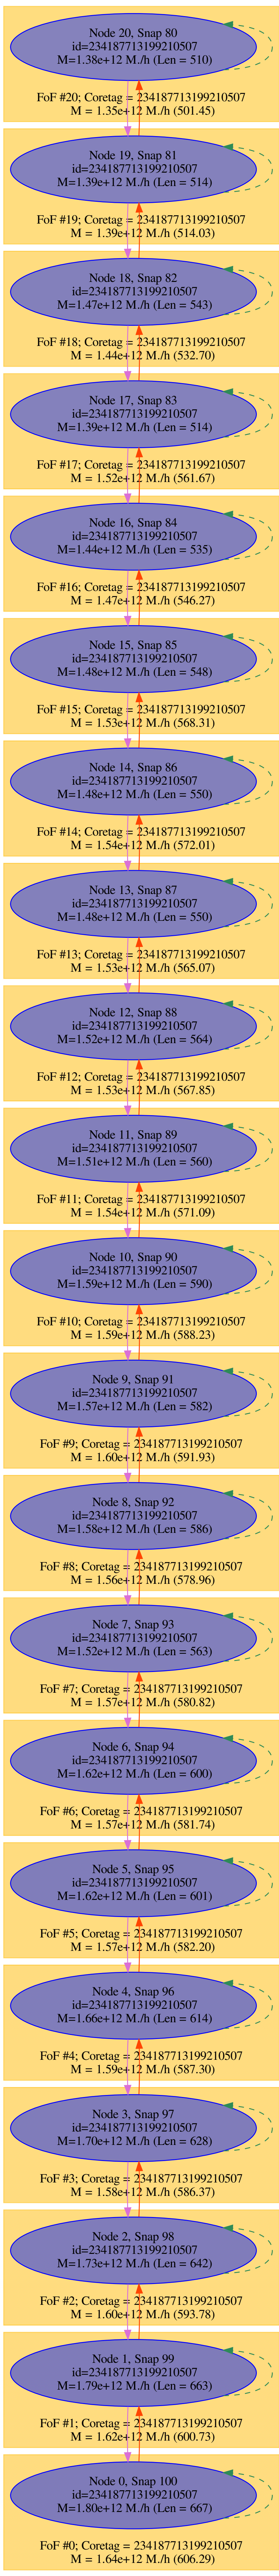 Node 20, Snap 80
id=234187713199210507
M=1.38e+12 M./h (Len = 510)
FoF #20; Coretag = 234187713199210507
M = 1.35e+12 M./h (501.45)
Node 19, Snap 81
id=234187713199210507
M=1.39e+12 M./h (Len = 514)
FoF #19; Coretag = 234187713199210507
M = 1.39e+12 M./h (514.03)
Node 18, Snap 82
id=234187713199210507
M=1.47e+12 M./h (Len = 543)
FoF #18; Coretag = 234187713199210507
M = 1.44e+12 M./h (532.70)
Node 17, Snap 83
id=234187713199210507
M=1.39e+12 M./h (Len = 514)
FoF #17; Coretag = 234187713199210507
M = 1.52e+12 M./h (561.67)
Node 16, Snap 84
id=234187713199210507
M=1.44e+12 M./h (Len = 535)
FoF #16; Coretag = 234187713199210507
M = 1.47e+12 M./h (546.27)
Node 15, Snap 85
id=234187713199210507
M=1.48e+12 M./h (Len = 548)
FoF #15; Coretag = 234187713199210507
M = 1.53e+12 M./h (568.31)
Node 14, Snap 86
id=234187713199210507
M=1.48e+12 M./h (Len = 550)
FoF #14; Coretag = 234187713199210507
M = 1.54e+12 M./h (572.01)
Node 13, Snap 87
id=234187713199210507
M=1.48e+12 M./h (Len = 550)
FoF #13; Coretag = 234187713199210507
M = 1.53e+12 M./h (565.07)
Node 12, Snap 88
id=234187713199210507
M=1.52e+12 M./h (Len = 564)
FoF #12; Coretag = 234187713199210507
M = 1.53e+12 M./h (567.85)
Node 11, Snap 89
id=234187713199210507
M=1.51e+12 M./h (Len = 560)
FoF #11; Coretag = 234187713199210507
M = 1.54e+12 M./h (571.09)
Node 10, Snap 90
id=234187713199210507
M=1.59e+12 M./h (Len = 590)
FoF #10; Coretag = 234187713199210507
M = 1.59e+12 M./h (588.23)
Node 9, Snap 91
id=234187713199210507
M=1.57e+12 M./h (Len = 582)
FoF #9; Coretag = 234187713199210507
M = 1.60e+12 M./h (591.93)
Node 8, Snap 92
id=234187713199210507
M=1.58e+12 M./h (Len = 586)
FoF #8; Coretag = 234187713199210507
M = 1.56e+12 M./h (578.96)
Node 7, Snap 93
id=234187713199210507
M=1.52e+12 M./h (Len = 563)
FoF #7; Coretag = 234187713199210507
M = 1.57e+12 M./h (580.82)
Node 6, Snap 94
id=234187713199210507
M=1.62e+12 M./h (Len = 600)
FoF #6; Coretag = 234187713199210507
M = 1.57e+12 M./h (581.74)
Node 5, Snap 95
id=234187713199210507
M=1.62e+12 M./h (Len = 601)
FoF #5; Coretag = 234187713199210507
M = 1.57e+12 M./h (582.20)
Node 4, Snap 96
id=234187713199210507
M=1.66e+12 M./h (Len = 614)
FoF #4; Coretag = 234187713199210507
M = 1.59e+12 M./h (587.30)
Node 3, Snap 97
id=234187713199210507
M=1.70e+12 M./h (Len = 628)
FoF #3; Coretag = 234187713199210507
M = 1.58e+12 M./h (586.37)
Node 2, Snap 98
id=234187713199210507
M=1.73e+12 M./h (Len = 642)
FoF #2; Coretag = 234187713199210507
M = 1.60e+12 M./h (593.78)
Node 1, Snap 99
id=234187713199210507
M=1.79e+12 M./h (Len = 663)
FoF #1; Coretag = 234187713199210507
M = 1.62e+12 M./h (600.73)
Node 0, Snap 100
id=234187713199210507
M=1.80e+12 M./h (Len = 667)
FoF #0; Coretag = 234187713199210507
M = 1.64e+12 M./h (606.29)